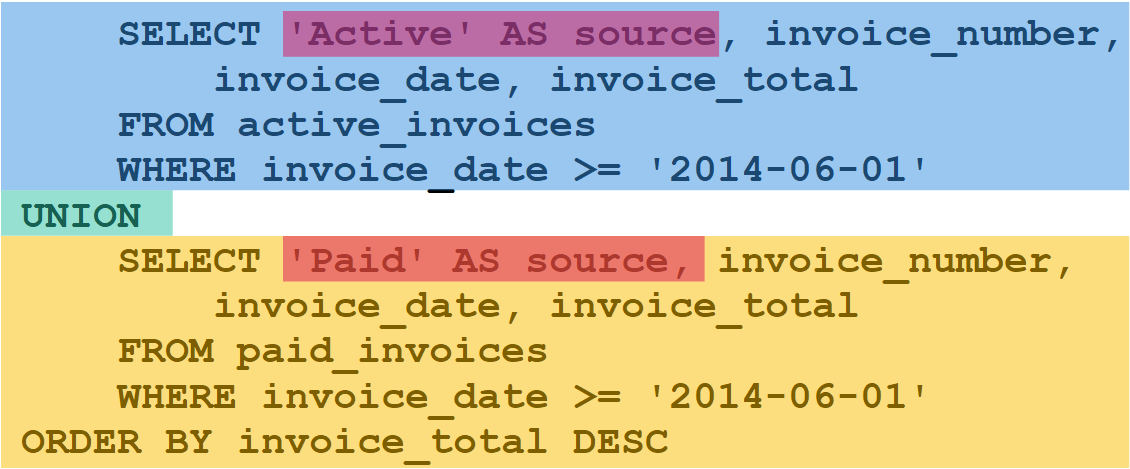 SELECT 'Active' AS source, invoice_number,
invoice_date, invoice_total
FROM active_invoices
WHERE invoice_date >= '2014-06-01'
UNION
SELECT 'Paid' AS source, invoice_number,
invoice_date, invoice_total
FROM paid_invoices
WHERE invoice_date >= '2014-06-01'
ORDER BY invoice_total DESC